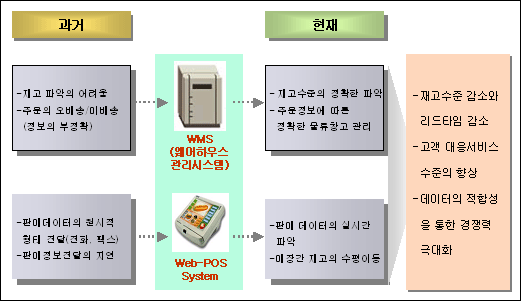 과거
현재
-재고 파악의 어려움
-주문의 오배송/미배송
(정보의 부정확)
WMS
(웨어하우스
관리시스템)
-재고수준의 정확한 파악
-주문정보에 따른
정확한 물류창고 관리
-판매데이터의 형식적
형태 전달(전화, 팩스)
-판매정보전달의 지연
Web-POS
System
-판매 데이터의 실시간
파악
-매장간 재고의 수평이동
-재고수준 감소와
리드타임 감소
-고객 대응서비스
수준의 향상
-데이터의 적합성
을 통한 경쟁력
극대화